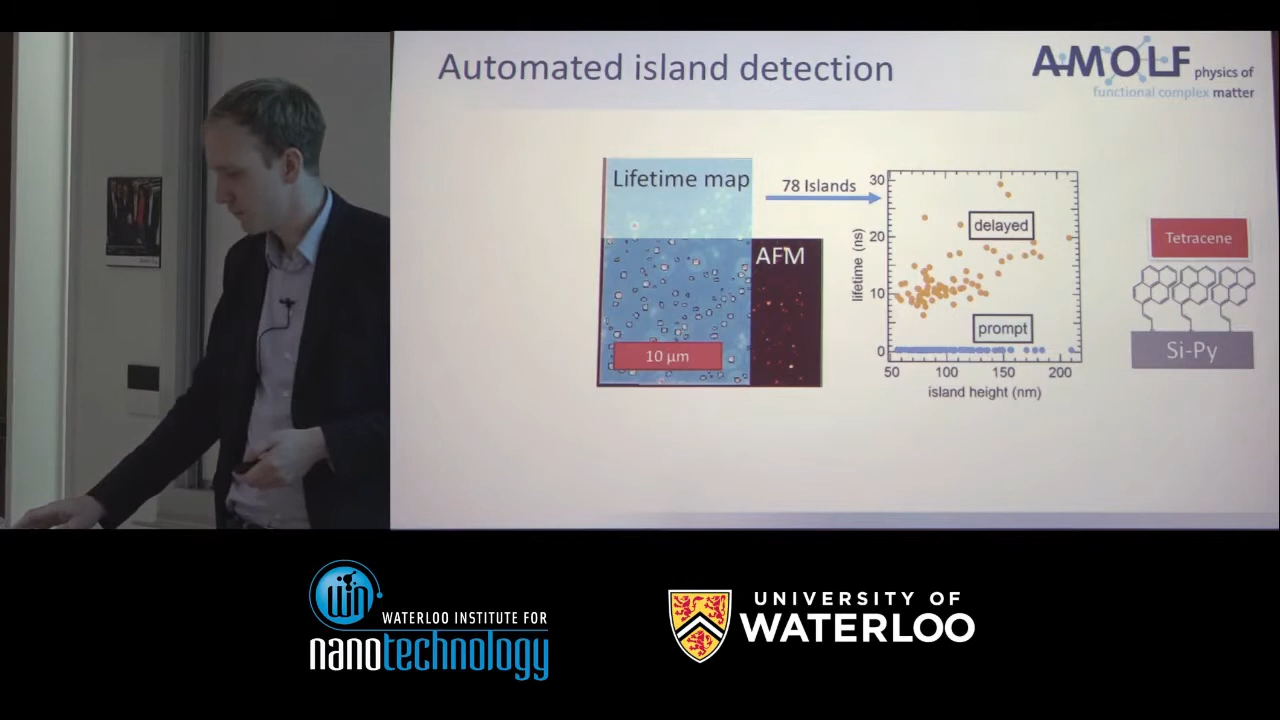 Automated island detection
AMOLF
physics of
functional complex matter
Lifetime map
78 Islands
AFM
10 µm
30
20
10
0
lifetime (ns)
delayed
prompt
50
100
150
200
island height (nm)
Tetracene
Si-Py
WIN
WATERLOO INSTITUTE FOR
nanotechnology
UNIVERSITY OF
WATERLOO